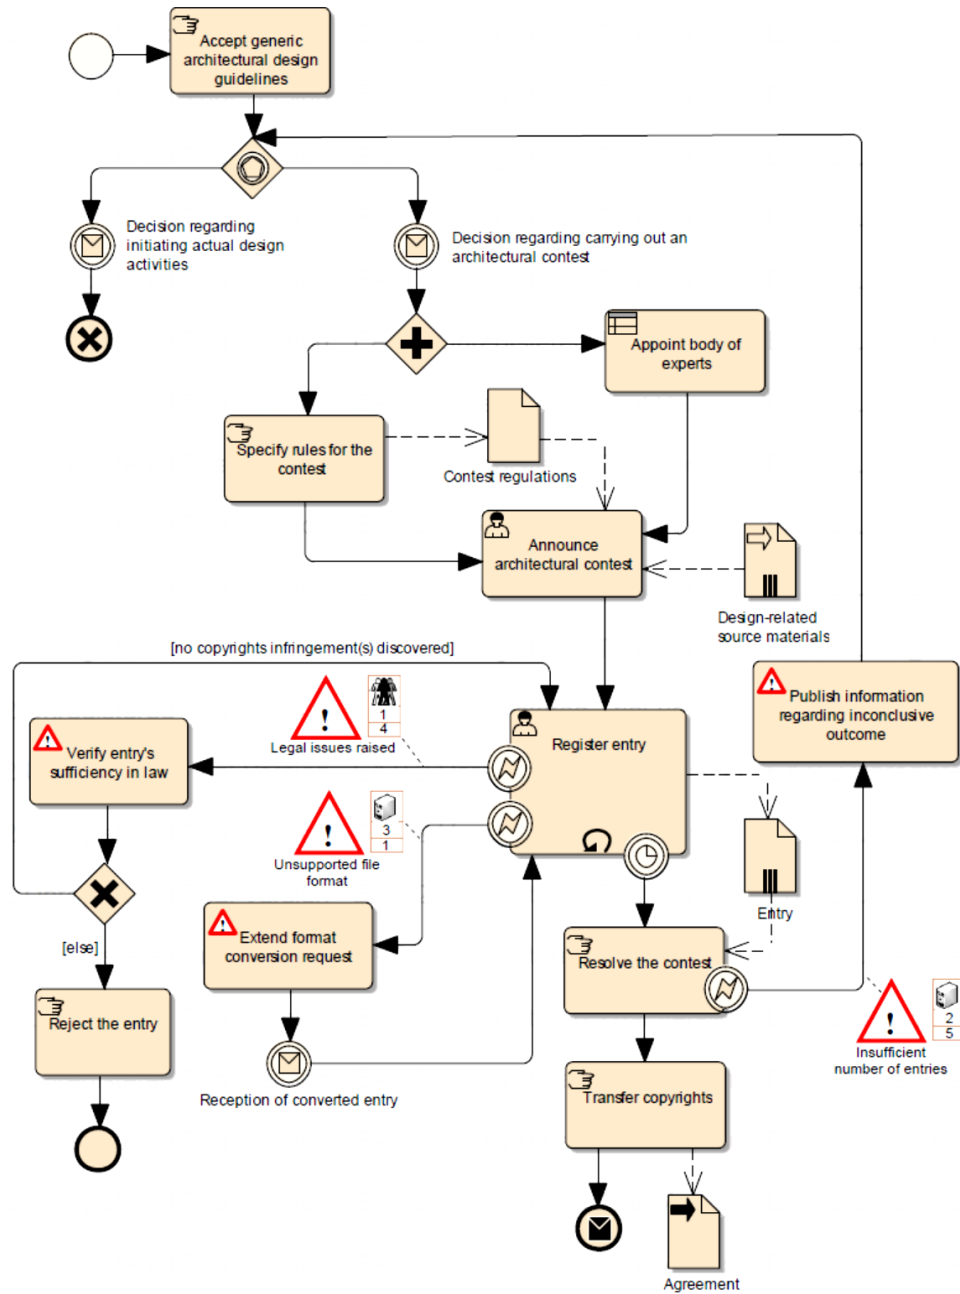 Accept generic
architectural design
guidelines
Decision regarding
initiating actual design
activities
Decision regarding carrying out an
architectural contest
Appoint body of
experts
Specify rules for the
contest
Contest regulations
Announce
architectural contest
Design-related
source materials
[no copyrights infringement(s) discovered]
Publish information
regarding inconclusive
outcome
!
!
1
4
Legal issues raised
Register entry
!
Verify entry's
sufficiency in law
!
3
1
Unsupported file
format
Entry
!
Extend format
conversion request
[else]
Resolve the contest
Reject the entry
!
2
5
Insufficient
number of entries
Reception of converted entry
Transfer copyrights
Agreement